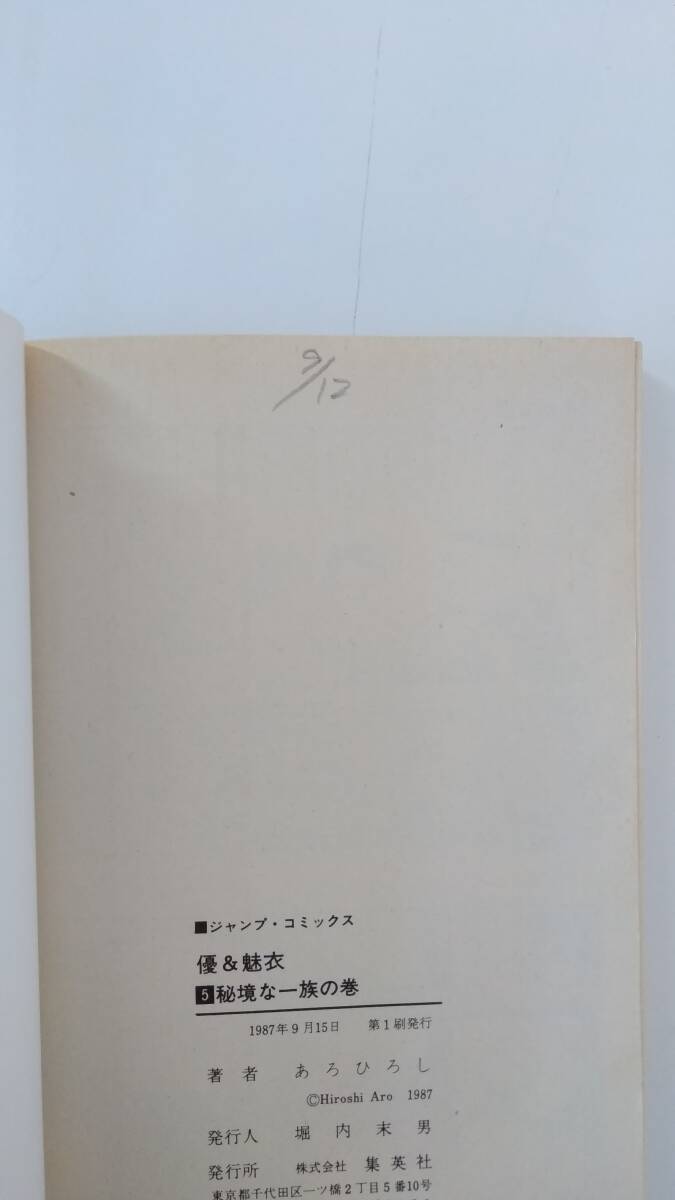 9/12
■ジャンプ・コミックス
優&魅衣
5秘境な一族の巻
1987年9月15日 第1刷発行
著者 あろひろし
©Hiroshi Aro 1987
発行人 堀内末男
発行所 株式会社 集英社
東京都千代田区一ツ橋2丁目5番10号